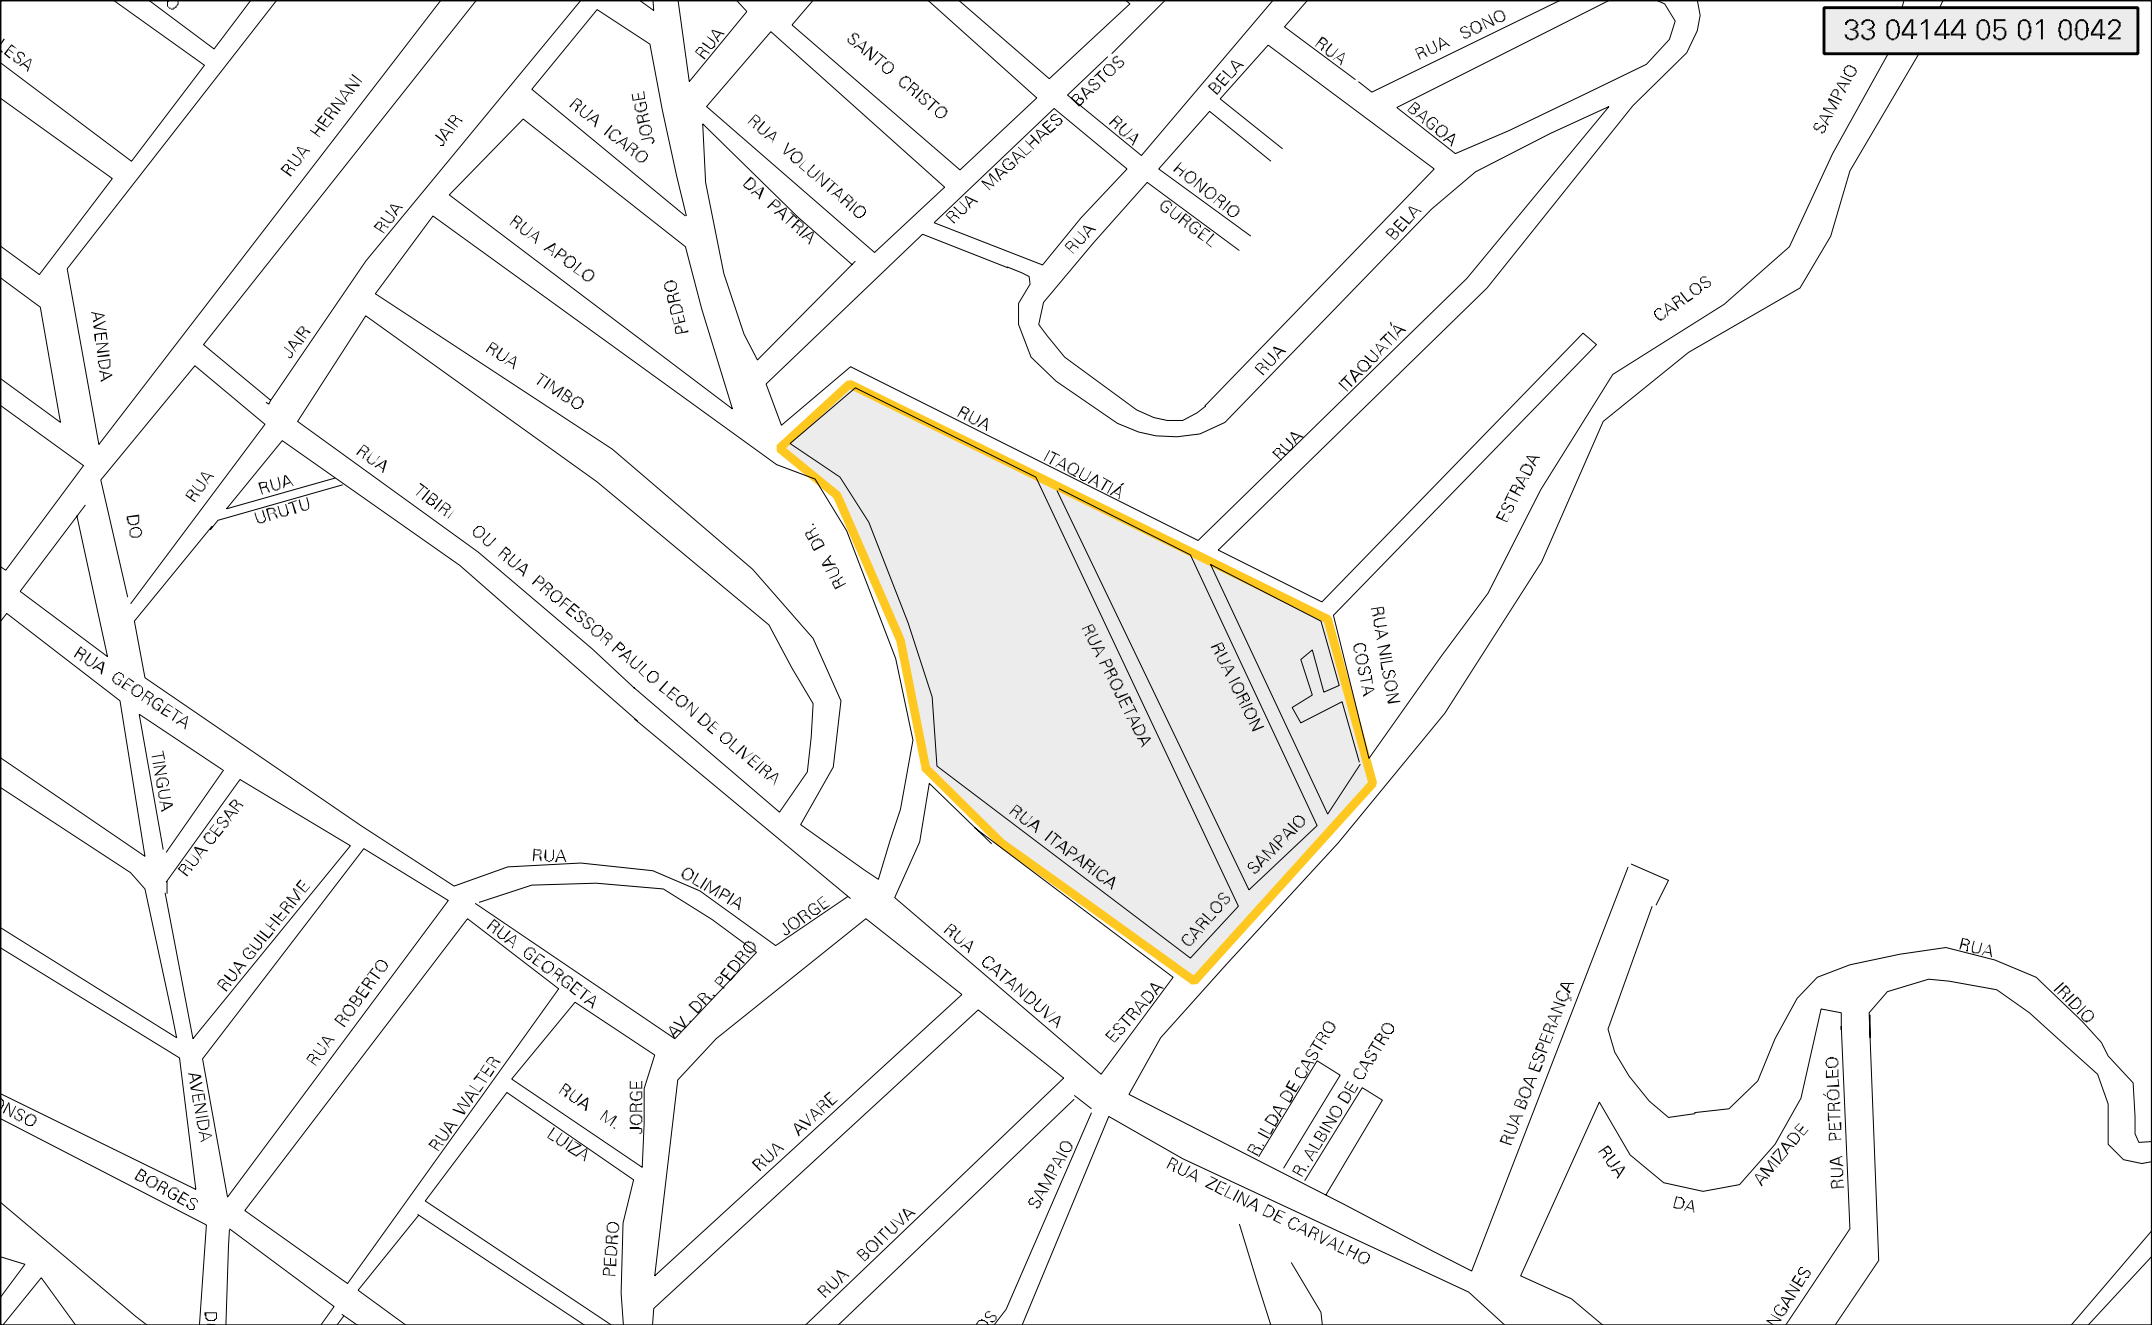 33 04144 05 01 0042
LESA
RUA HERNANI
JAIR
RUA
JAIR
RUA
RUA ICARO
JORGE
RUA
SANTO CRISTO
RUA VOLUNTARIO
DA PATRIA
RUA APOLO
PEDRO
RUA MAGALHAES BASTOS
RUA
BELA
RUA
HONORIO
GURGEL
RUA
RUA SONO
BAGOA
RUA
BELA
RUA
ITAQUATIÁ
SAMPAIO
CARLOS
ESTRADA
AVENIDA
DO
TINGUA
RUA
URUTU
RUA TIMBO
RUA TIBIRI OU RUA PROFESSOR PAULO LEON DE OLIVEIRA
RUA
ITAQUATIÁ
RUA DR.
RUA PROJETADA
RUA IORION
RUA NILSON
COSTA
RUA ITAPARICA
CARLOS
SAMPAIO
RUA GEORGETA
RUA CESAR
RUA GUILHERME
RUA ROBERTO
RUA
OLIMPIA
JORGE
AV. DR. PEDRO
RUA GEORGETA
RUA WALTER
RUA M.
LUIZA
JORGE
PEDRO
RUA CATANDUVA
ESTRADA
RUA AVARE
RUA BOITUVA
SAMPAIO
OS
AVENIDA
ONSO
BORGES
RUA ZELINA DE CARVALHO
R. ILDA DE CASTRO
R. ALBINO DE CASTRO
RUA BOA ESPERANÇA
RUA
DA
AMIZADE
RUA PETRÓLEO
RUA
IRIDIO
NGANES